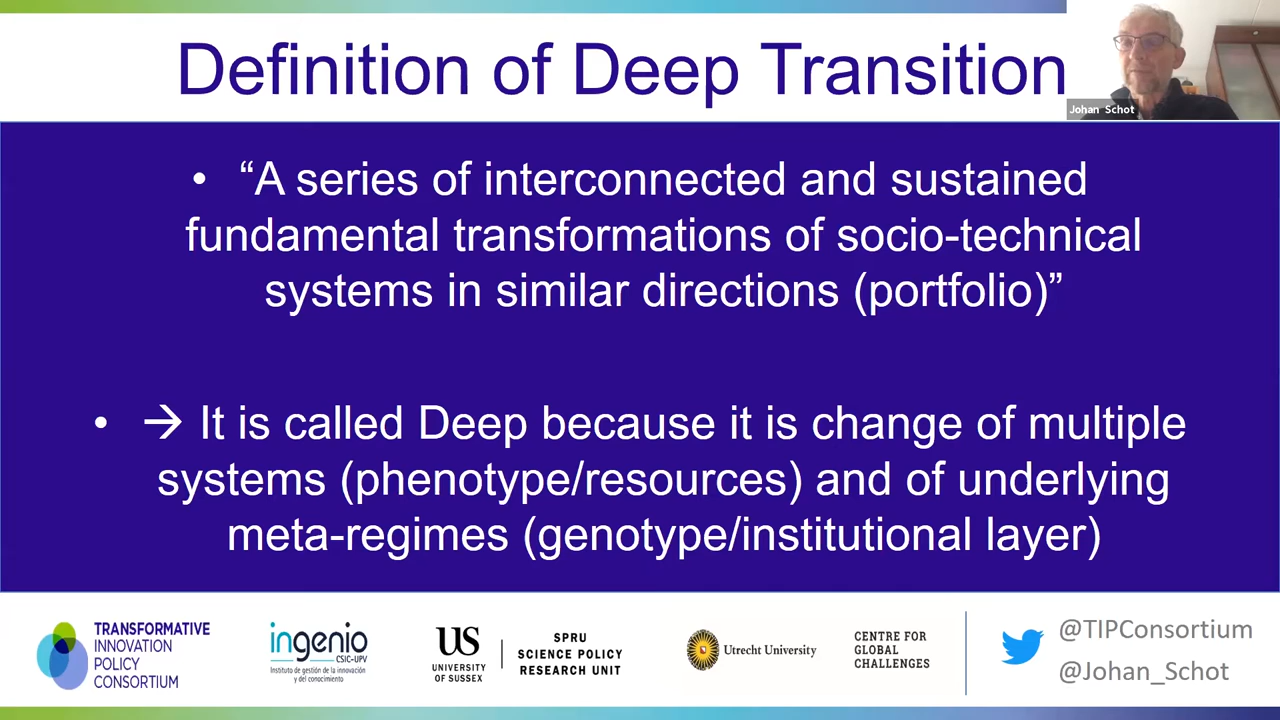 Definition of Deep Transition
Johan Schot
• “A series of interconnected and sustained
fundamental transformations of socio-technical
systems in similar directions (portfolio)”
• → It is called Deep because it is change of multiple
systems (phenotype/resources) and of underlying
meta-regimes (genotype/institutional layer)
TRANSFORMATIVE
INNOVATION
POLICY
CONSORTIUM
ingenio
CSIC-UPV
Instituto de gestión de la innovación
y del conocimiento
US
UNIVERSITY
OF SUSSEX
SPRU
SCIENCE POLICY
RESEARCH UNIT
Utrecht University
CENTRE FOR
GLOBAL
CHALLENGES
@TIPConsortium
@Johan_Schot